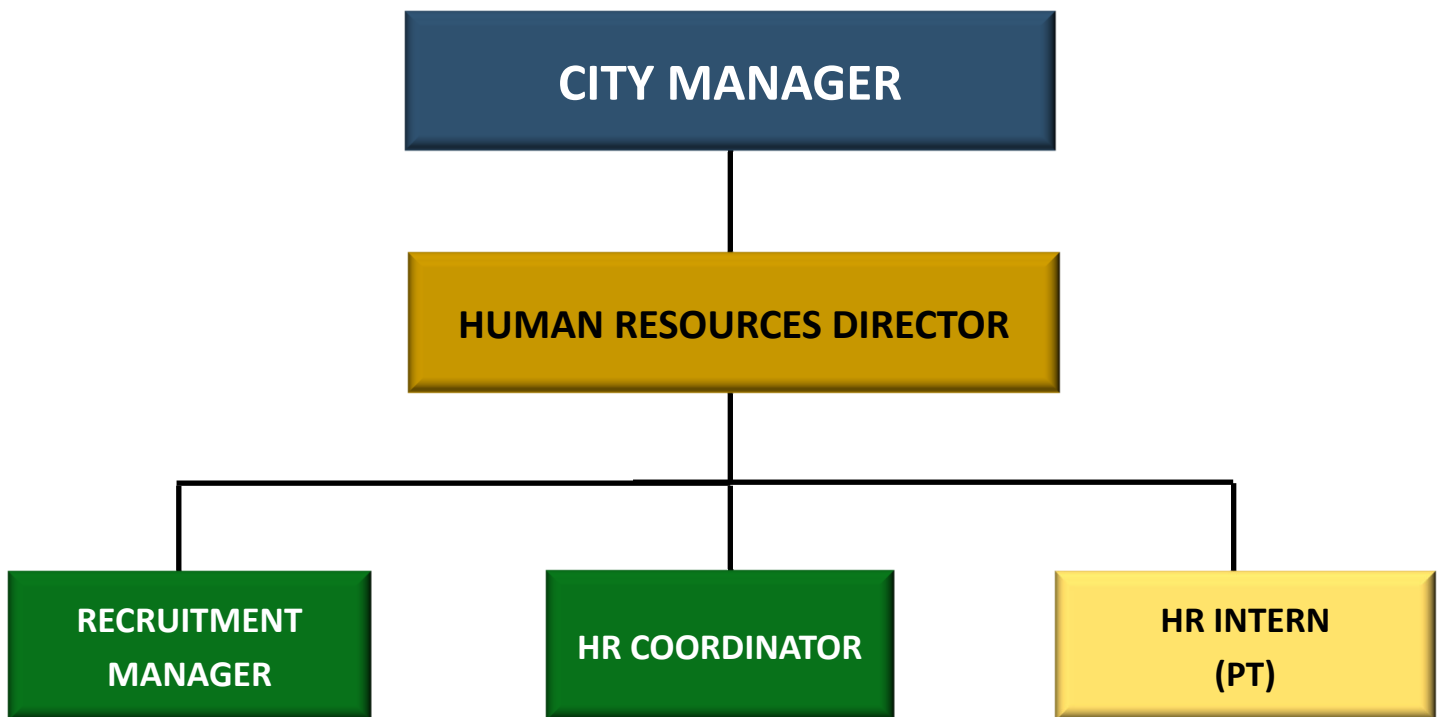 CITY MANAGER
HUMAN RESOURCES DIRECTOR
RECRUITMENT
MANAGER
HR COORDINATOR
HR INTERN
(PT)